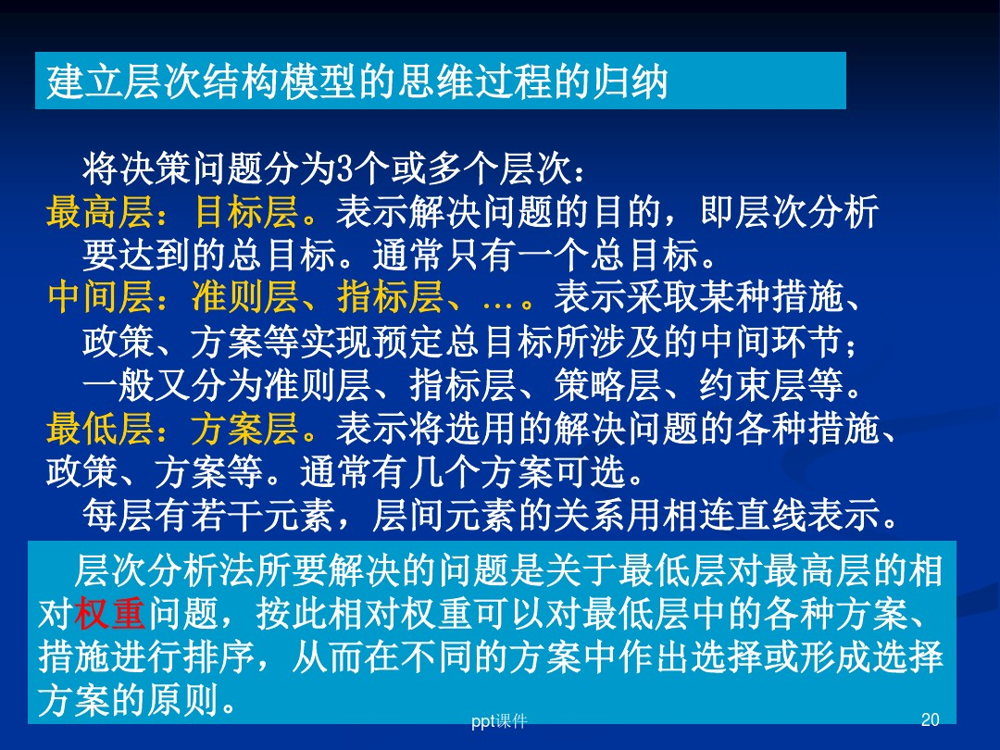 建立层次结构模型的思维过程的归纳
将决策问题分为3个或多个层次：
最高层：目标层。表示解决问题的目的，即层次分析
要达到的总目标。通常只有一个总目标。
中间层：准则层、指标层、…。表示采取某种措施、
政策、方案等实现预定总目标所涉及的中间环节；
一般又分为准则层、指标层、策略层、约束层等。
最低层：方案层。表示将选用的解决问题的各种措施、
政策、方案等。通常有几个方案可选。
每层有若干元素，层间元素的关系用相连直线表示。
层次分析法所要解决的问题是关于最低层对最高层的相
对权重问题，按此相对权重可以对最低层中的各种方案、
措施进行排序，从而在不同的方案中作出选择或形成选择
方案的原则。
ppt课件
20